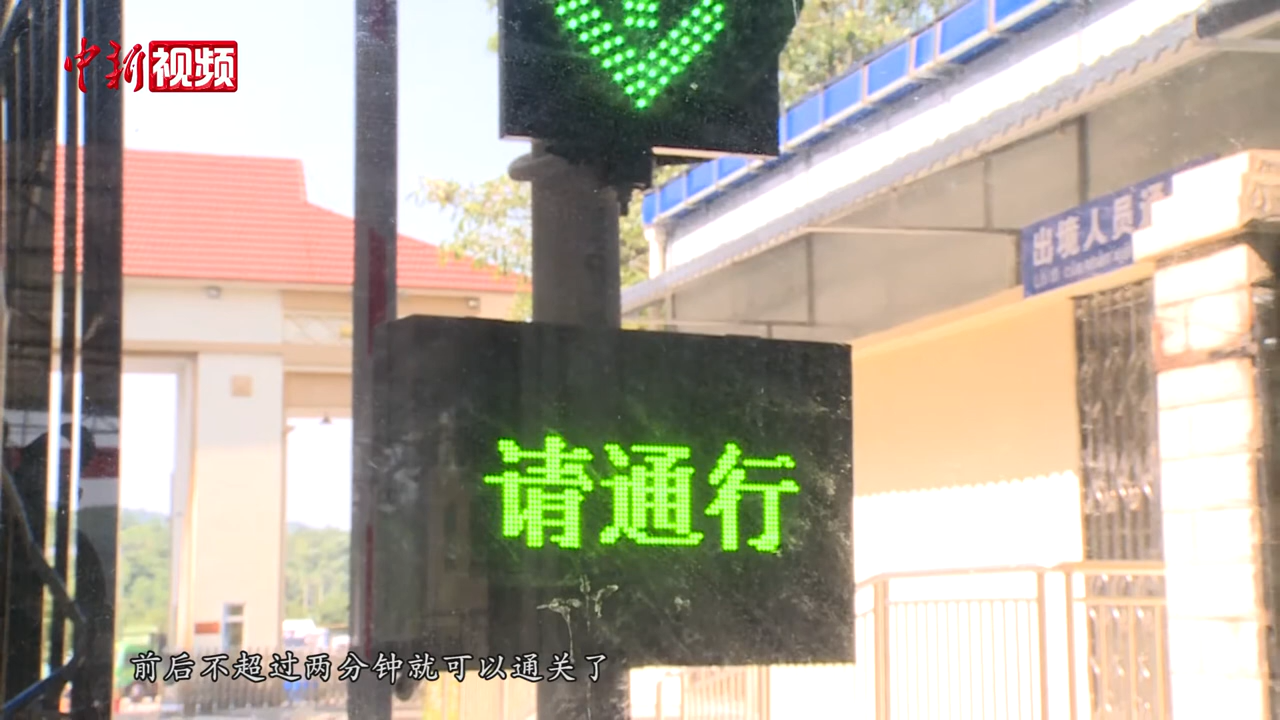 中新视频
出境人员通
请通行
前后不超过两分钟就可以通关了